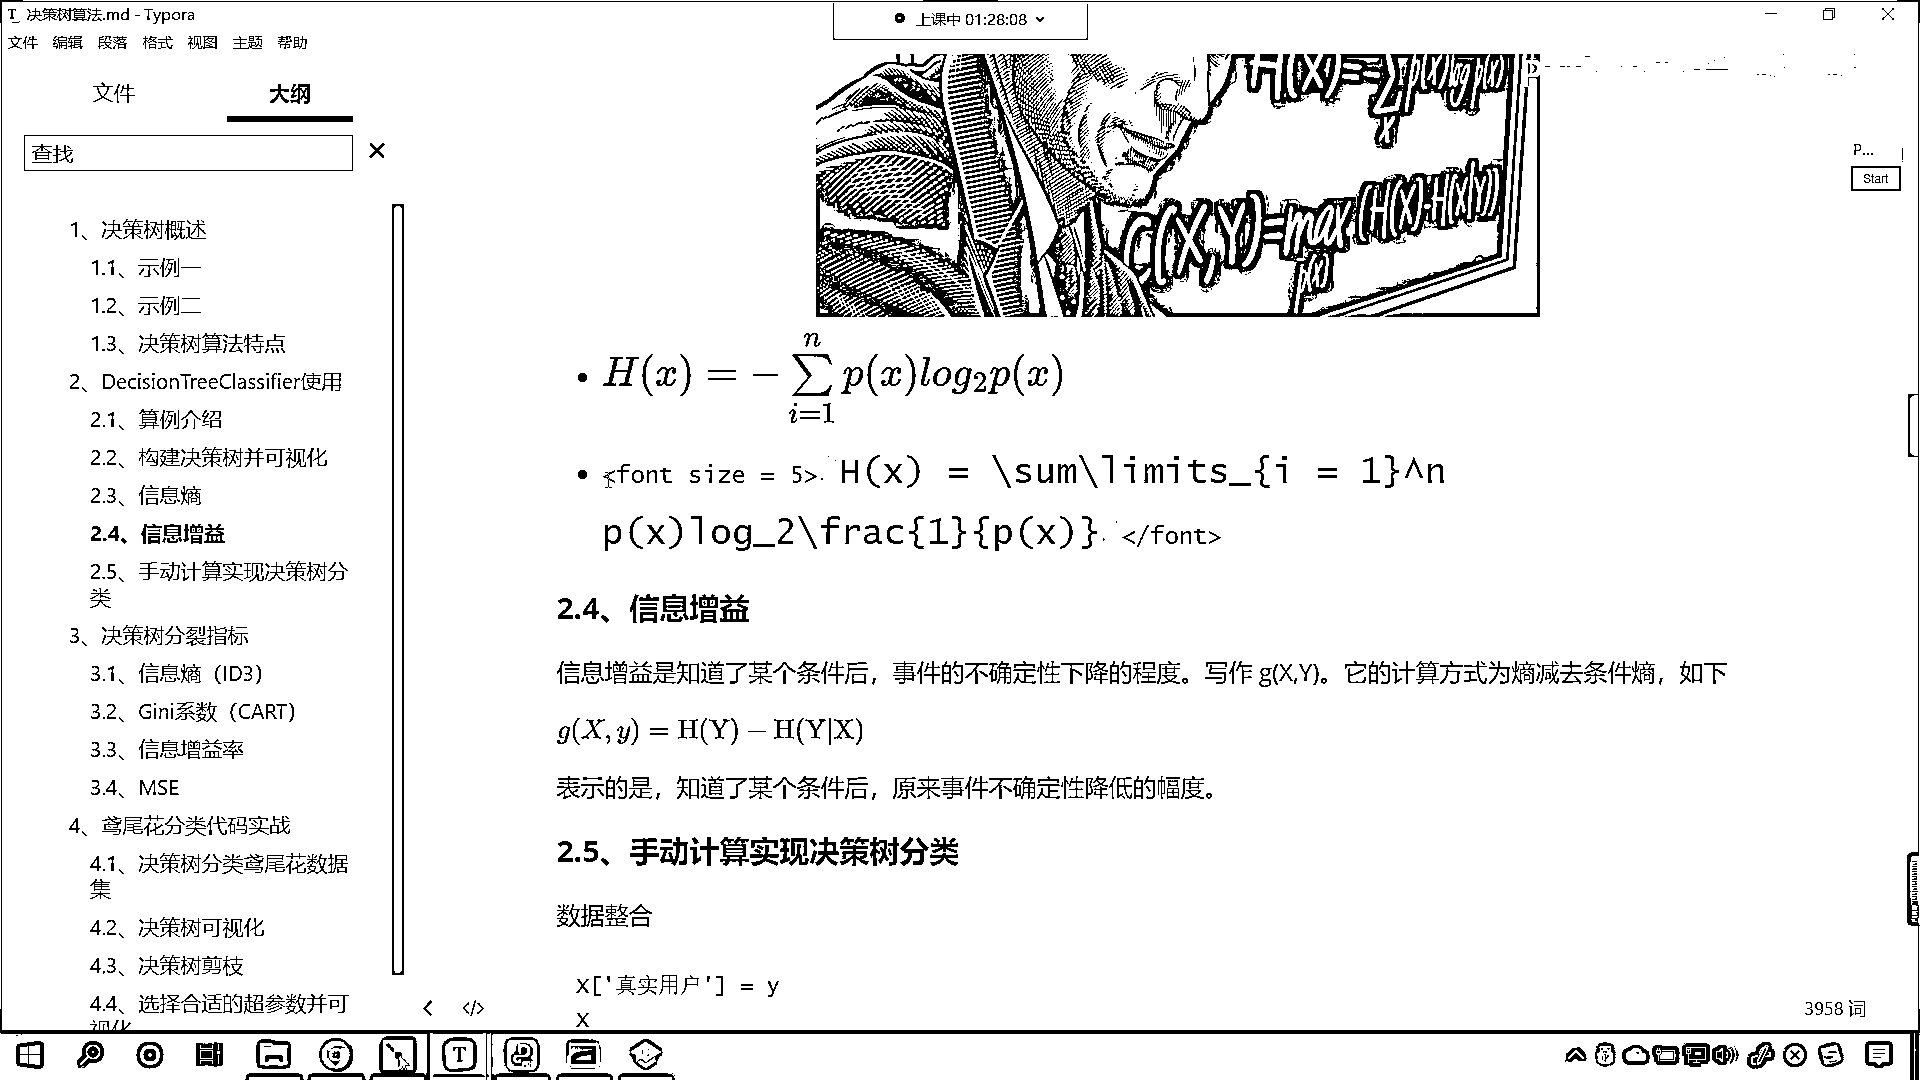 决策树算法.md - Typora
上课中 01:28:08
文件 编辑 段落 格式 视图 主题 帮助
文件 大纲
查找
1、决策树概述
1.1、示例一
1.2、示例二
1.3、决策树算法特点
2、DecisionTreeClassifier使用
2.1、算例介绍
2.2、构建决策树并可视化
2.3、信息熵
2.4、信息增益
2.5、手动计算实现决策树分
类
3、决策树分裂指标
3.1、信息熵（ID3）
3.2、Gini系数（CART）
3.3、信息增益率
3.4、MSE
4、鸢尾花分类代码实战
4.1、决策树分类鸢尾花数据
集
4.2、决策树可视化
4.3、决策树剪枝
4.4、选择合适的超参数并可
视化
H(X)=-∑p(x)log p(x)
x
C(X,Y)=max(H(X)-H(X|Y))
p(x)
P...
Start
H(x) = -∑_{i=1}^{n} p(x)log₂p(x)
<font size = 5> H(x) = \sum\limits_{i = 1}^n
p(x)log_2\frac{1}{p(x)} </font>
2.4、信息增益
信息增益是知道了某个条件后，事件的不确定性下降的程度。写作 g(X,Y)。它的计算方式为熵减去条件熵，如下
g(X, y) = H(Y) − H(Y|X)
表示的是，知道了某个条件后，原来事件不确定性降低的幅度。
2.5、手动计算实现决策树分类
数据整合
X['真实用户'] = y
X
3958 词